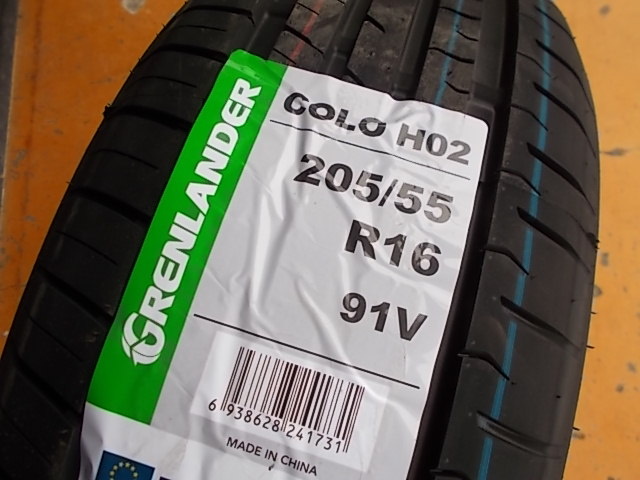 GRENLANDER
COLO H02
205/55
R16
91V
6 938628 241731
MADE IN CHINA